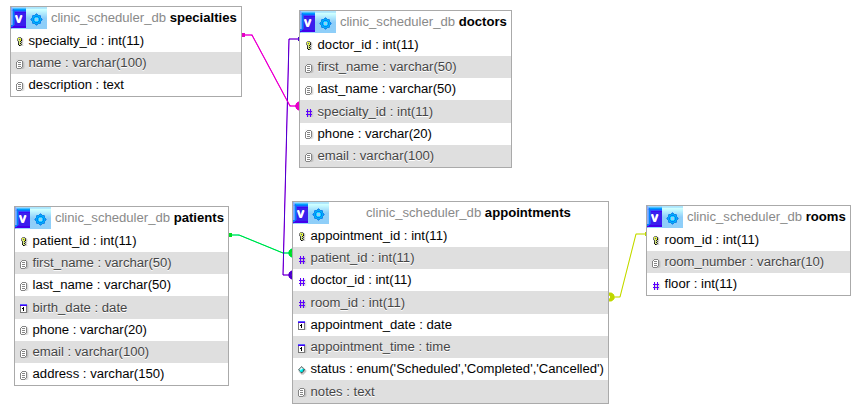 clinic_scheduler_db specialties
specialty_id : int(11)
name : varchar(100)
description : text
clinic_scheduler_db doctors
doctor_id : int(11)
first_name : varchar(50)
last_name : varchar(50)
specialty_id : int(11)
phone : varchar(20)
email : varchar(100)
clinic_scheduler_db patients
patient_id : int(11)
first_name : varchar(50)
last_name : varchar(50)
birth_date : date
phone : varchar(20)
email : varchar(100)
address : varchar(150)
clinic_scheduler_db appointments
appointment_id : int(11)
patient_id : int(11)
doctor_id : int(11)
room_id : int(11)
appointment_date : date
appointment_time : time
status : enum('Scheduled','Completed','Cancelled')
notes : text
clinic_scheduler_db rooms
room_id : int(11)
room_number : varchar(10)
floor : int(11)